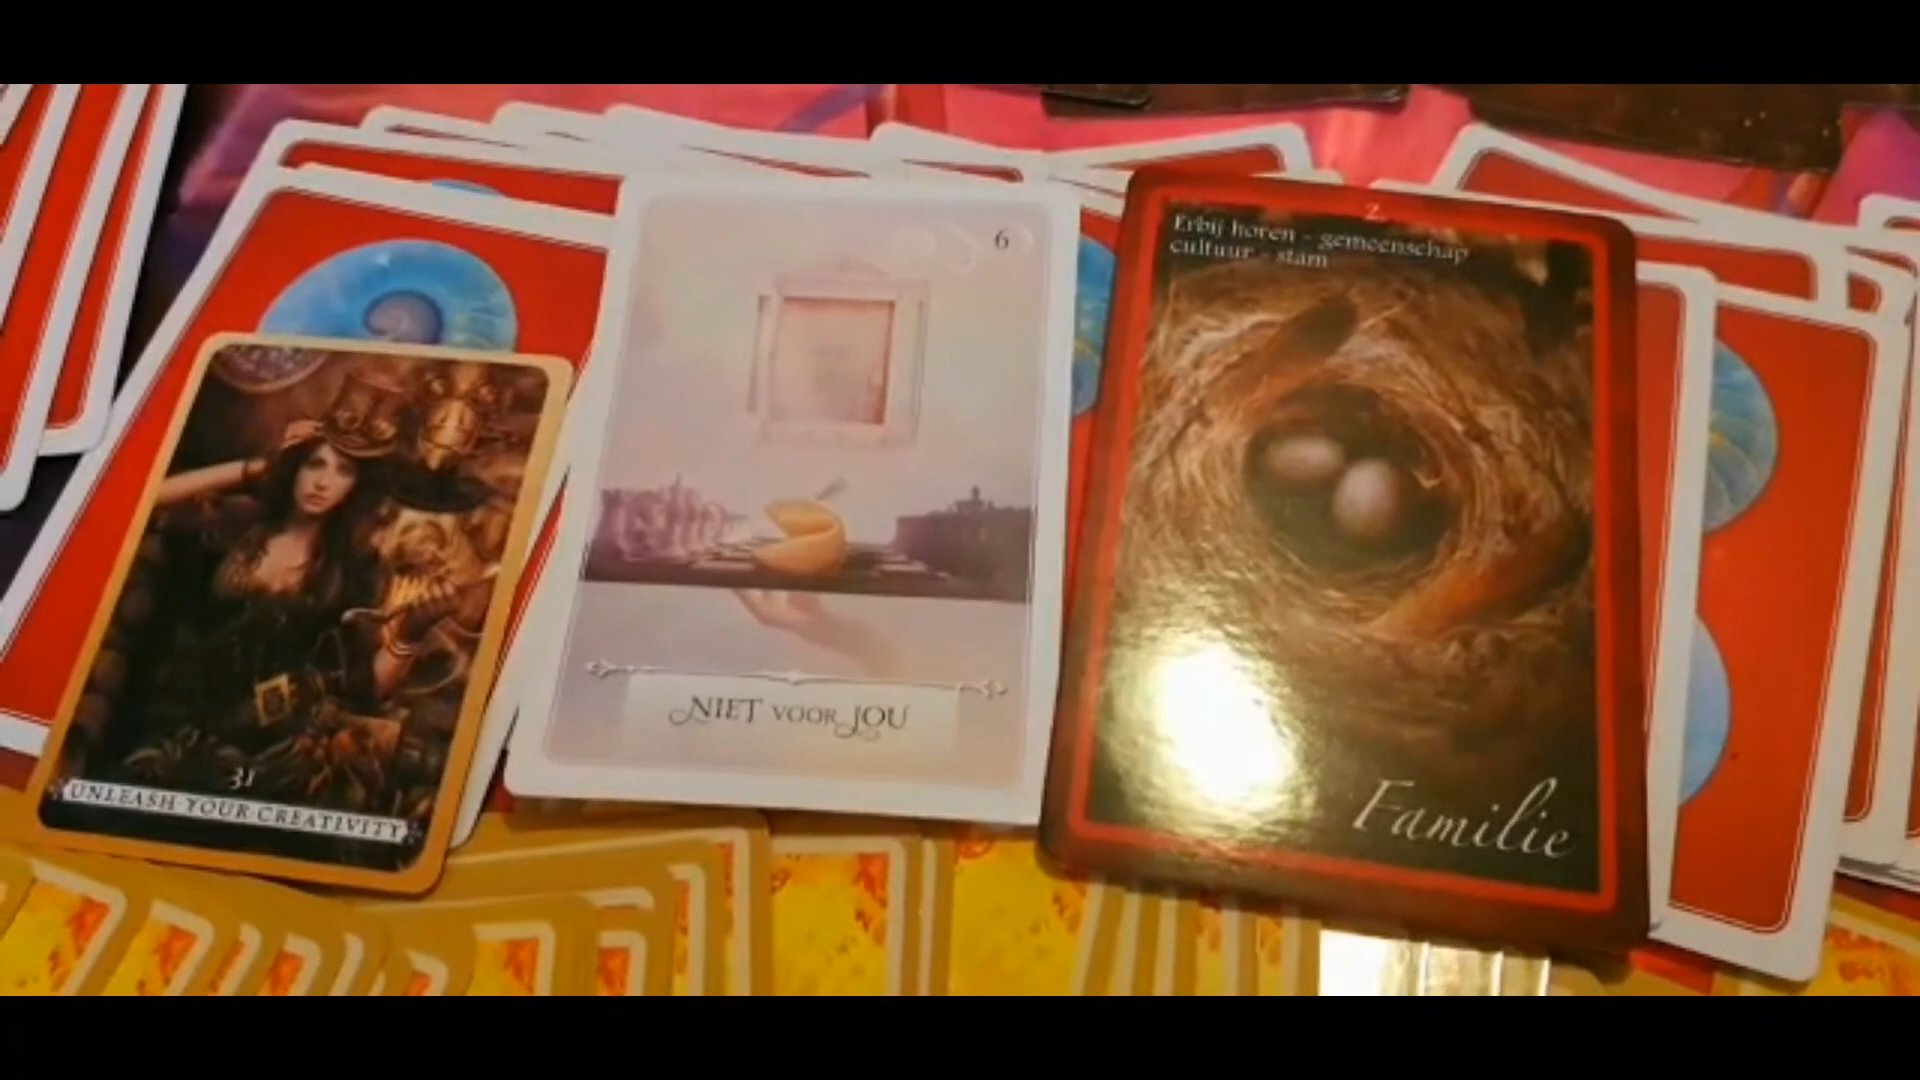 31
UNLEASH YOUR CREATIVITY
6
NIET VOOR JOU
2
Erbij horen - gemeenschap
cultuur - stam
Familie